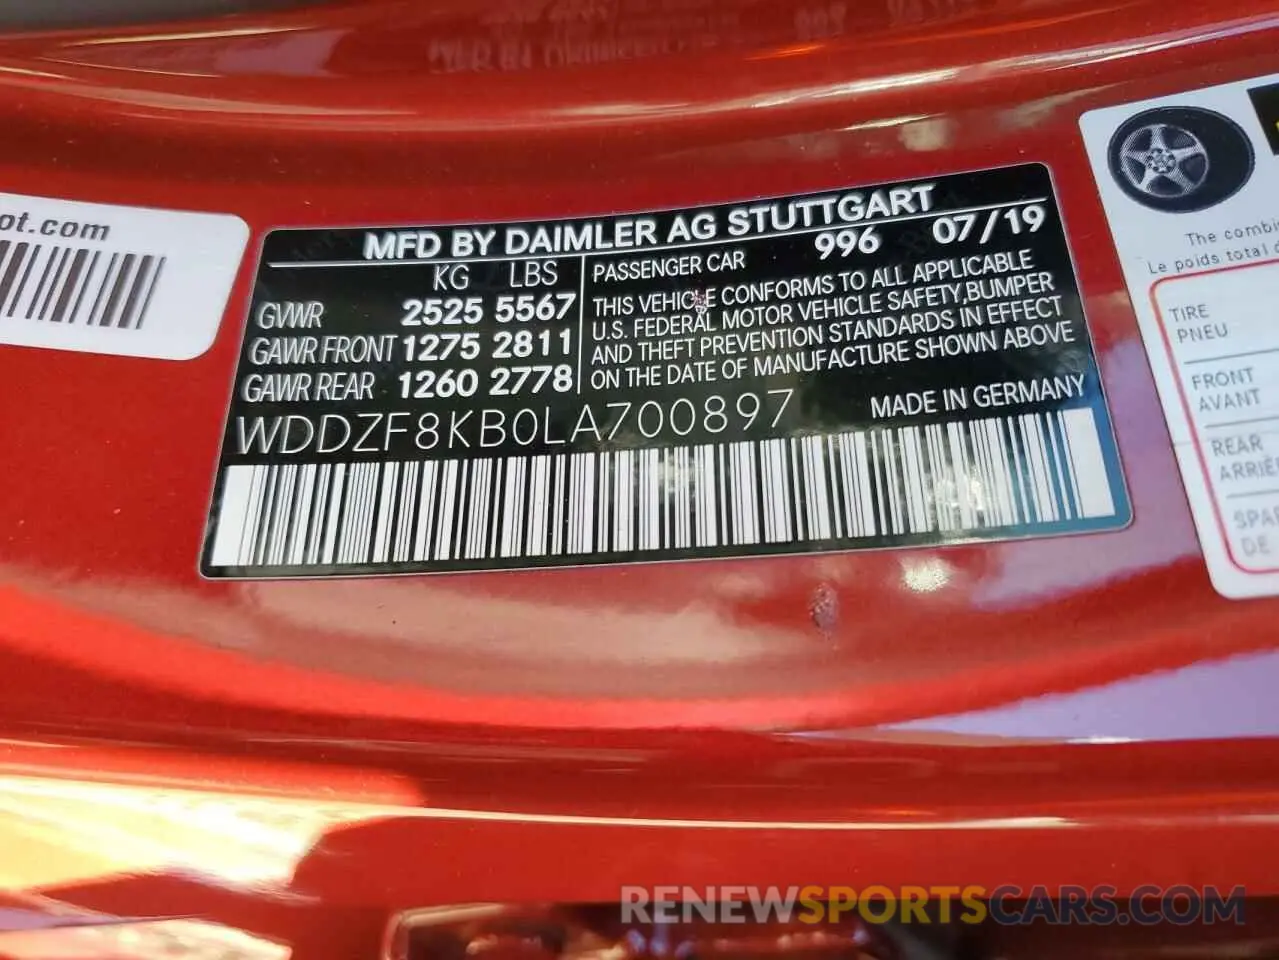 ot.com
MFD BY DAIMLER AG STUTTGART
KG LBS
GVWR 2525 5567
GAWR FRONT 1275 2811
GAWR REAR 1260 2778
PASSENGER CAR 996 07/19
THIS VEHICLE CONFORMS TO ALL APPLICABLE
U.S. FEDERAL MOTOR VEHICLE SAFETY, BUMPER
AND THEFT PREVENTION STANDARDS IN EFFECT
ON THE DATE OF MANUFACTURE SHOWN ABOVE
WDDZF8KB0LA700897 MADE IN GERMANY
The combi
Le poids total
TIRE
PNEU
FRONT
AVANT
REAR
ARRIÈ
SPA
DE
RENEWSPORTSCARS.COM